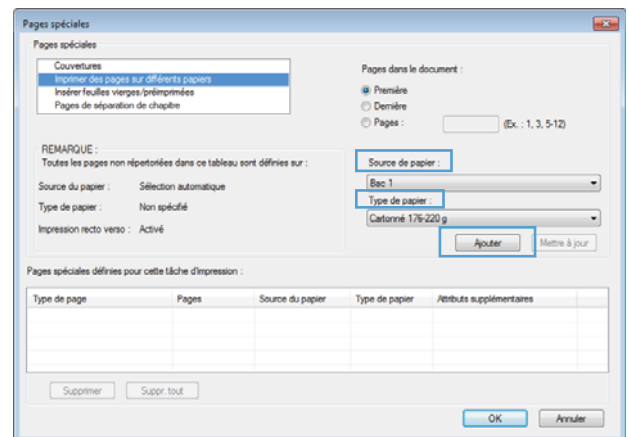 Pages spéciales
Pages spéciales
Couvertures
Imprimer des pages sur différents papiers
Insérer feuilles vierges/préimprimées
Pages de séparation de chapitre
Pages dans le document :
Première
Dernière
Pages :
(Ex. : 1, 3, 5-12)
REMARQUE :
Toutes les pages non répertoriées dans ce tableau sont définies sur :
Source du papier : Sélection automatique
Type de papier : Non spécifié
Impression recto verso : Activé
Source de papier :
Bac 1
Type de papier :
Cartonné 176-220 g
Ajouter Mettre à jour
Pages spéciales définies pour cette tâche d'impression :
Type de page Pages Source du papier Type de papier Attributs supplémentaires
Supprimer Suppr. tout
OK Annuler